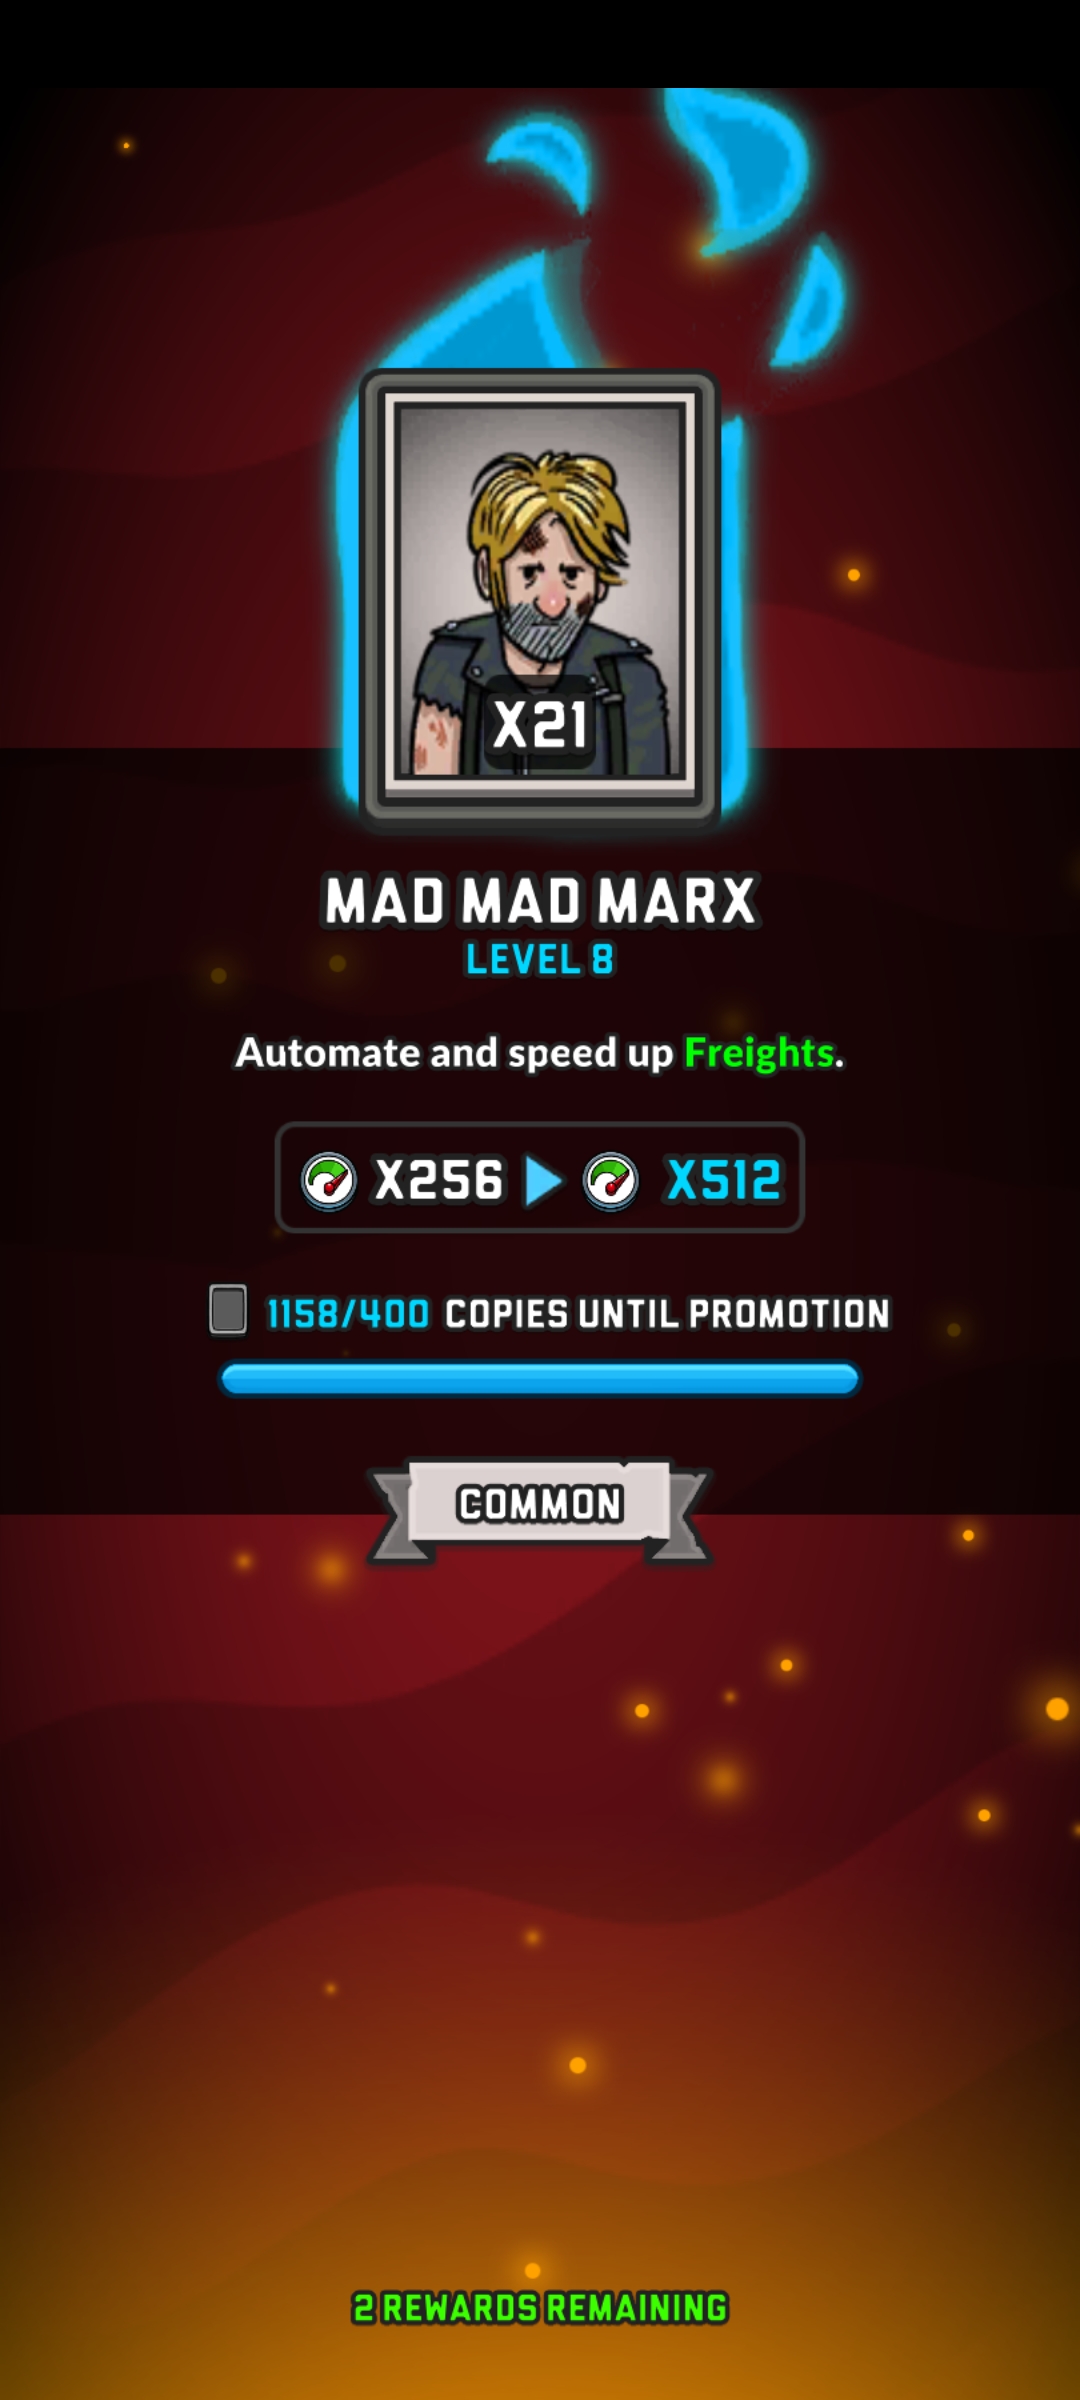 X21
MAD MAD MARX
LEVEL 8
Automate and speed up Freights.
X256 X512
1158/400 COPIES UNTIL PROMOTION
COMMON
2 REWARDS REMAINING